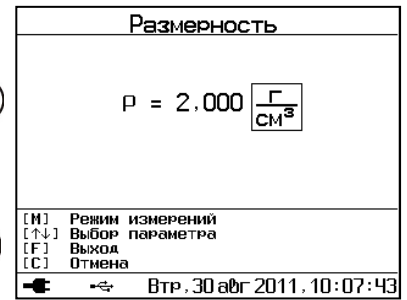 Размерность
ρ = 2,000 г/см³
[M] Режим измерений
[↑↓] Выбор параметра
[F] Выход
[C] Отмена
Втр, 30 авг 2011, 10:07:43